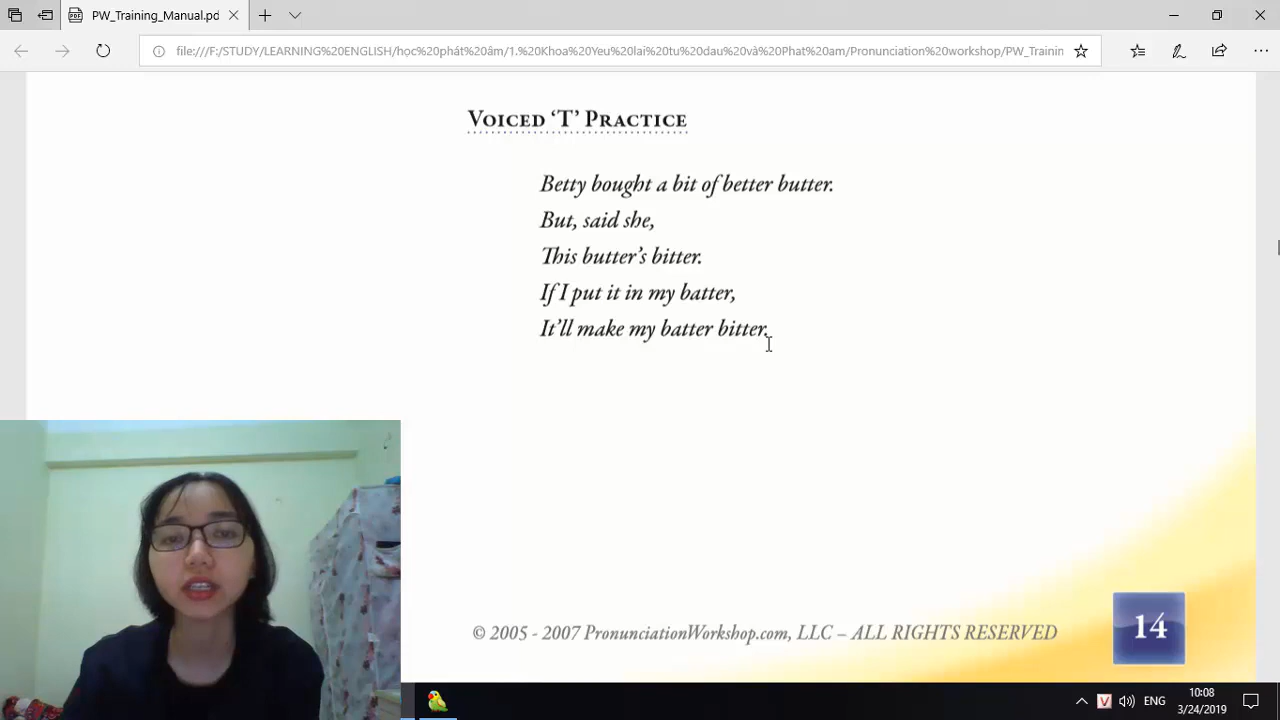 PW_Training_Manual.pd
file:///F:/STUDY/LEARNING%20ENGLISH/học%20phát%20âm/1.%20Khoa%20Yeu%20lai%20tu%20dau%20và%20Phat%20am/Pronunciation%20workshop/PW_Trainin
VOICED ‘T’ PRACTICE
Betty bought a bit of better butter.
But, said she,
This butter’s bitter.
If I put it in my batter,
It’ll make my batter bitter.
© 2005 - 2007 PronunciationWorkshop.com, LLC – ALL RIGHTS RESERVED
14
V
ENG
10:08
3/24/2019